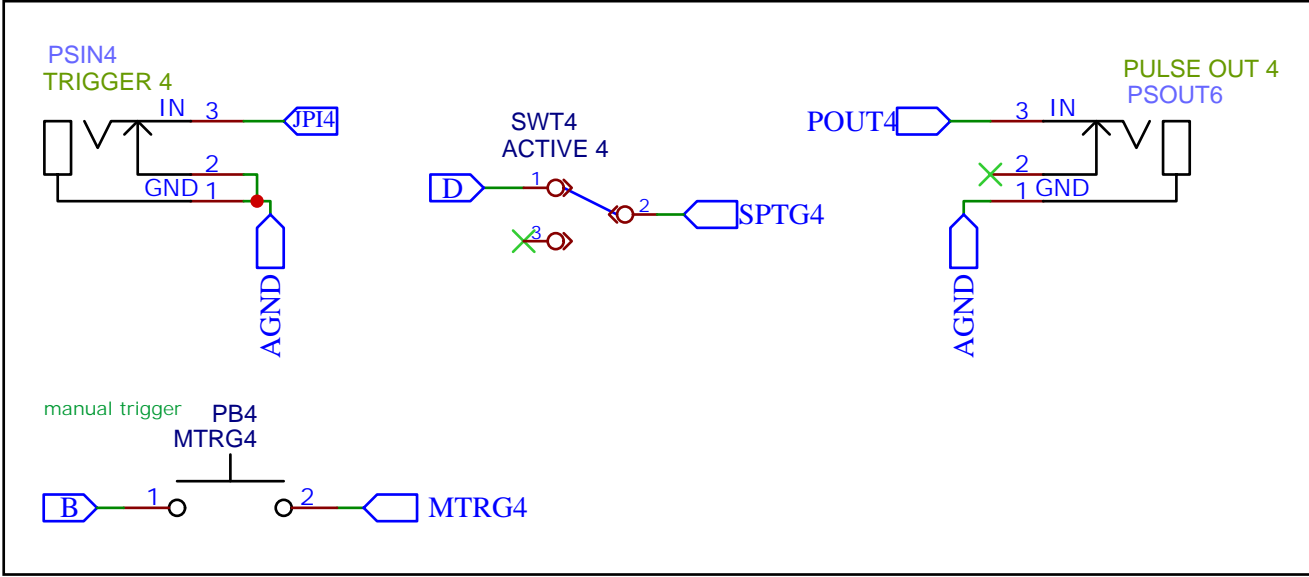 PSIN4
TRIGGER 4
IN 3
JPI4
2
GND 1
AGND
SWT4
ACTIVE 4
D
1
2
SPTG4
3
PULSE OUT 4
PSOUT6
POUT4
3 IN
2
1 GND
AGND
manual trigger
PB4
MTRG4
B
1
2
MTRG4